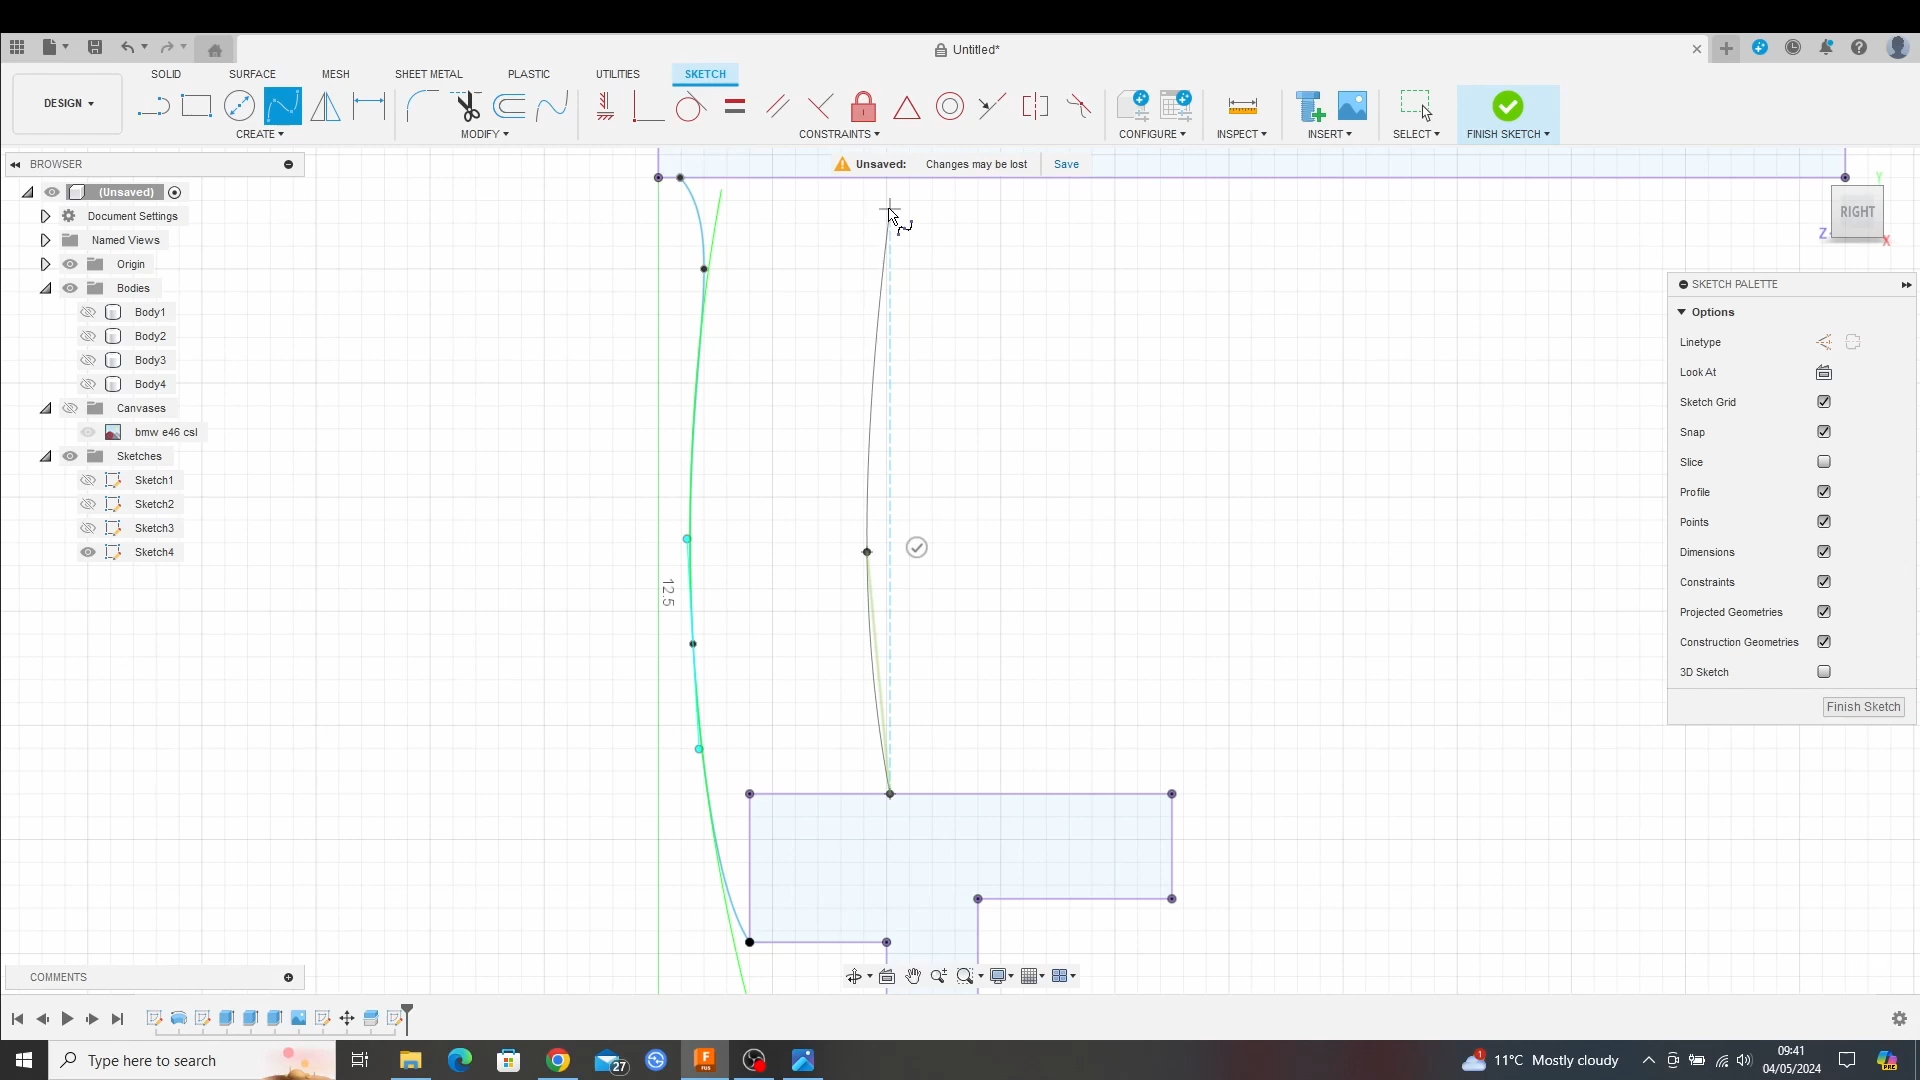 Untitled*
SOLID SURFACE MESH SHEET METAL PLASTIC UTILITIES SKETCH
DESIGN
CREATE MODIFY CONSTRAINTS CONFIGURE INSPECT INSERT SELECT FINISH SKETCH
BROWSER
Unsaved: Changes may be lost Save
(Unsaved)
Document Settings
Named Views
Origin
Bodies
Body1
Body2
Body3
Body4
Canvases
bmw e46 csl
Sketches
Sketch1
Sketch2
Sketch3
Sketch4
12.5
Y
RIGHT
Z
X
SKETCH PALETTE
Options
Linetype
Look At
Sketch Grid
Snap
Slice
Profile
Points
Dimensions
Constraints
Projected Geometries
Construction Geometries
3D Sketch
Finish Sketch
COMMENTS
Type here to search
27
F
FUS
1
11°C Mostly cloudy
09:41
04/05/2024
PRE